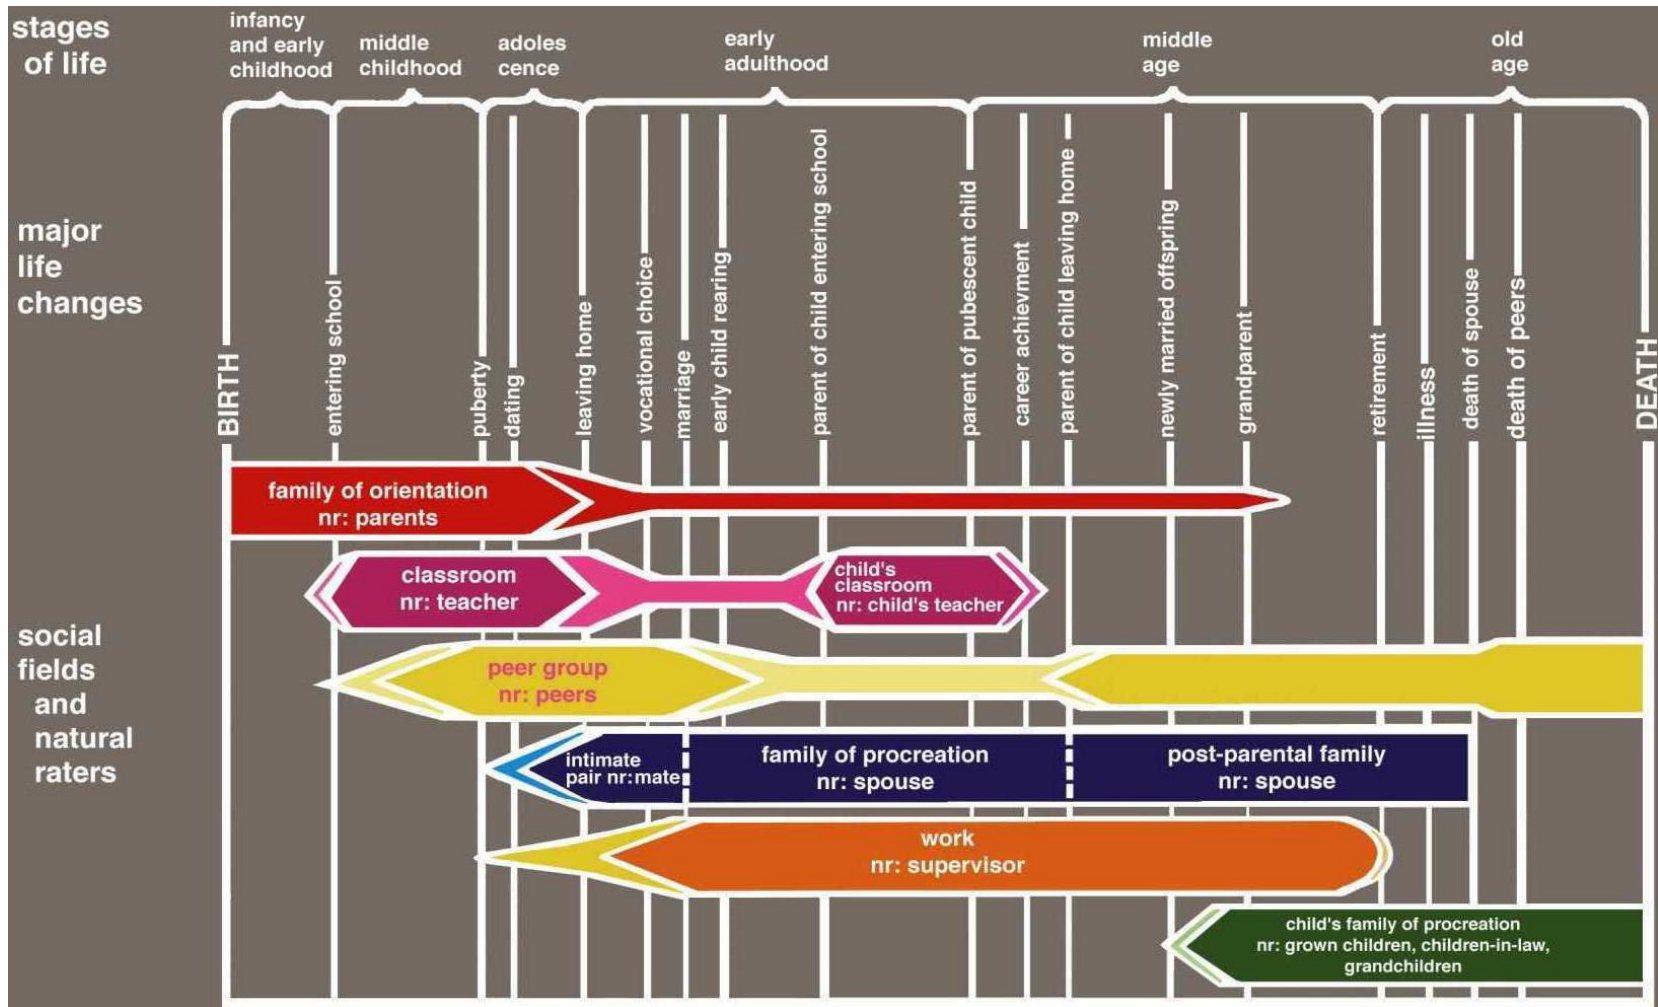 stages
of life
infancy
and early
childhood
middle
childhood
adoles
cence
early
adulthood
middle
age
old
age
major
life
changes
BIRTH
entering school
puberty
dating
leaving home
vocational choice
marriage
early child rearing
parent of child entering school
parent of pubescent child
career achievment
parent of child leaving home
newly married offspring
grandparent
retirement
illness
death of spouse
death of peers
DEATH
social
fields
and
natural
raters
family of orientation
nr: parents
classroom
nr: teacher
child's
classroom
nr: child's teacher
peer group
nr: peers
intimate
pair nr:mate
family of procreation
nr: spouse
post-parental family
nr: spouse
work
nr: supervisor
child's family of procreation
nr: grown children, children-in-law,
grandchildren